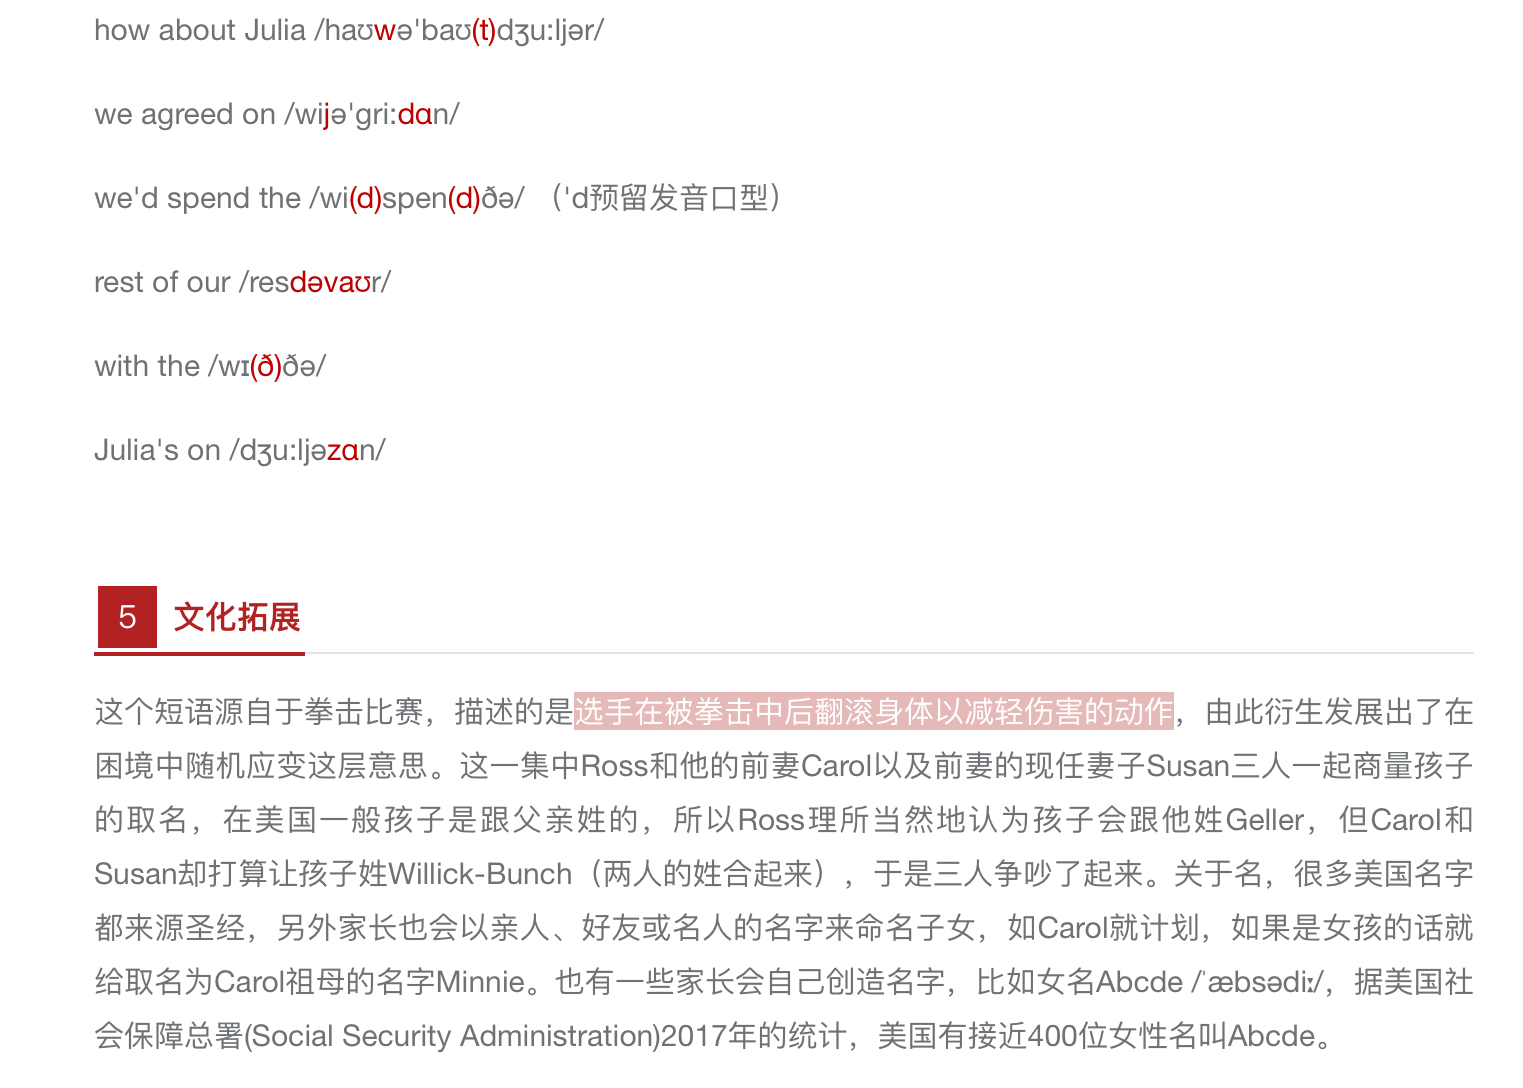 how about Julia /haʊwə'baʊ(t)dʒu:ljər/
we agreed on /wijə'gri:dɑn/
we'd spend the /wi(d)spen(d)ðə/ （'d预留发音口型）
rest of our /resdəvaʊr/
with the /wɪ(ð)ðə/
Julia's on /dʒu:ljəzɑn/
5 文化拓展
这个短语源自于拳击比赛，描述的是选手在被拳击中后翻滚身体以减轻伤害的动作，由此衍生发展出了在
困境中随机应变这层意思。这一集中Ross和他的前妻Carol以及前妻的现任妻子Susan三人一起商量孩子
的取名，在美国一般孩子是跟父亲姓的，所以Ross理所当然地认为孩子会跟他姓Geller，但Carol和
Susan却打算让孩子姓Willick-Bunch（两人的姓合起来），于是三人争吵了起来。关于名，很多美国名字
都来源圣经，另外家长也会以亲人、好友或名人的名字来命名子女，如Carol就计划，如果是女孩的话就
给取名为Carol祖母的名字Minnie。也有一些家长会自己创造名字，比如女名Abcde /ˈæbsədiː/，据美国社
会保障总署(Social Security Administration)2017年的统计，美国有接近400位女性名叫Abcde。